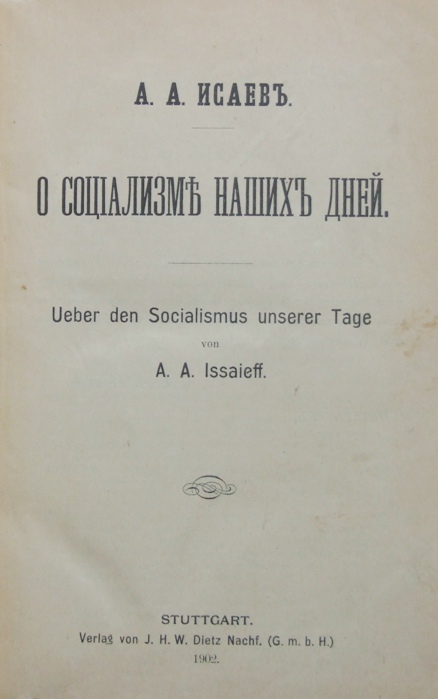 А. А. ИСАЕВЪ.
О СОЦІАЛИЗМѢ НАШИХЪ ДНЕЙ.
Ueber den Socialismus unserer Tage
von
A. A. Issaieff.
STUTTGART.
Verlag von J. H. W. Dietz Nachf. (G. m. b. H.)
1902.